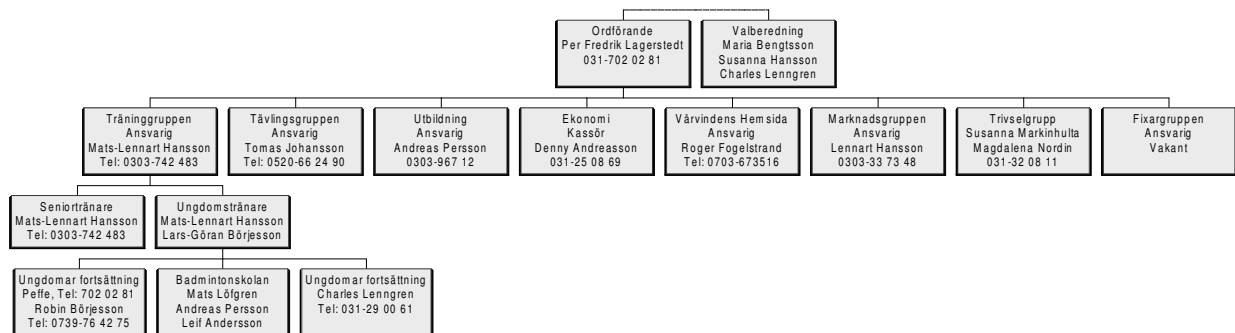 Ordförande
Per Fredrik Lagerstedt
031-702 02 81
Valberedning
Maria Bengtsson
Susanna Hansson
Charles Lenngren
Träninggruppen
Ansvarig
Mats-Lennart Hansson
Tel: 0303-742 483
Tävlingsgruppen
Ansvarig
Tomas Johansson
Tel: 0520-66 24 90
Utbildning
Ansvarig
Andreas Persson
0303-967 12
Ekonomi
Kassör
Denny Andreasson
031-25 08 69
Vårvindens Hemsida
Ansvarig
Roger Fogelstrand
Tel: 0703-673516
Marknadsgruppen
Ansvarig
Lennart Hansson
0303-33 73 48
Trivselgrupp
Susanna Markinhulta
Magdalena Nordin
031-32 08 11
Fixargruppen
Ansvarig
Vakant
Seniortränare
Mats-Lennart Hansson
Tel: 0303-742 483
Ungdomstränare
Mats-Lennart Hansson
Lars-Göran Börjesson
Ungdomar fortsättning
Peffe, Tel: 702 02 81
Robin Börjesson
Tel: 0739-76 42 75
Badmintonskolan
Mats Löfgren
Andreas Persson
Leif Andersson
Ungdomar fortsättning
Charles Lenngren
Tel: 031-29 00 61